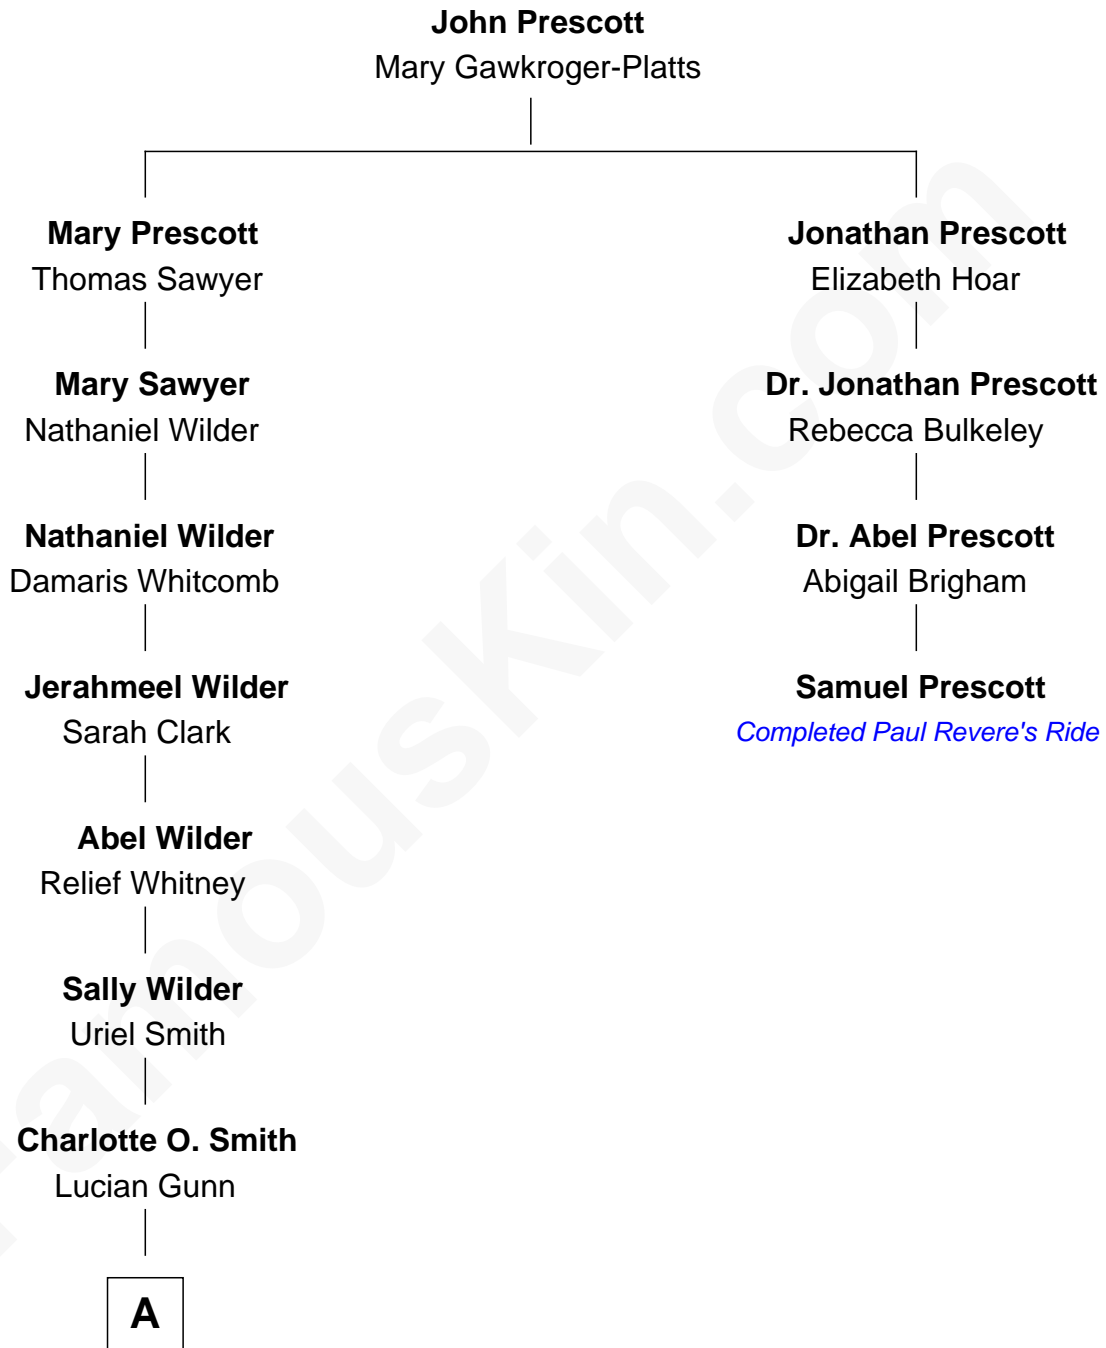 John Prescott
Mary Gawkroger-Platts
Mary Prescott
Thomas Sawyer
Jonathan Prescott
Elizabeth Hoar
Mary Sawyer
Nathaniel Wilder
Dr. Jonathan Prescott
Rebecca Bulkeley
Nathaniel Wilder
Damaris Whitcomb
Dr. Abel Prescott
Abigail Brigham
Jerahmeel Wilder
Sarah Clark
Samuel Prescott
Completed Paul Revere's Ride
Abel Wilder
Relief Whitney
Sally Wilder
Uriel Smith
Charlotte O. Smith
Lucian Gunn
A
FamousKin.com